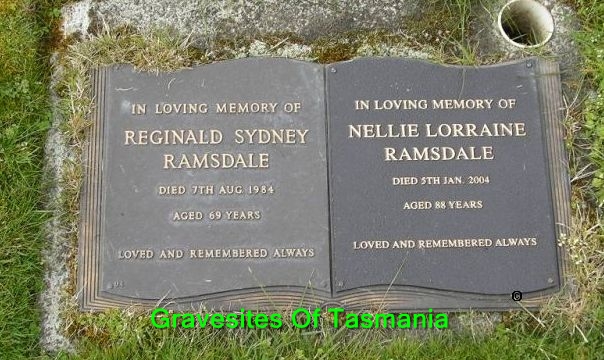 IN LOVING MEMORY OF
REGINALD SYDNEY
RAMSDALE
DIED 7TH AUG 1984
AGED 69 YEARS
LOVED AND REMEMBERED ALWAYS
IN LOVING MEMORY OF
NELLIE LORRAINE
RAMSDALE
DIED 5TH JAN. 2004
AGED 88 YEARS
LOVED AND REMEMBERED ALWAYS
©
Gravesites Of Tasmania